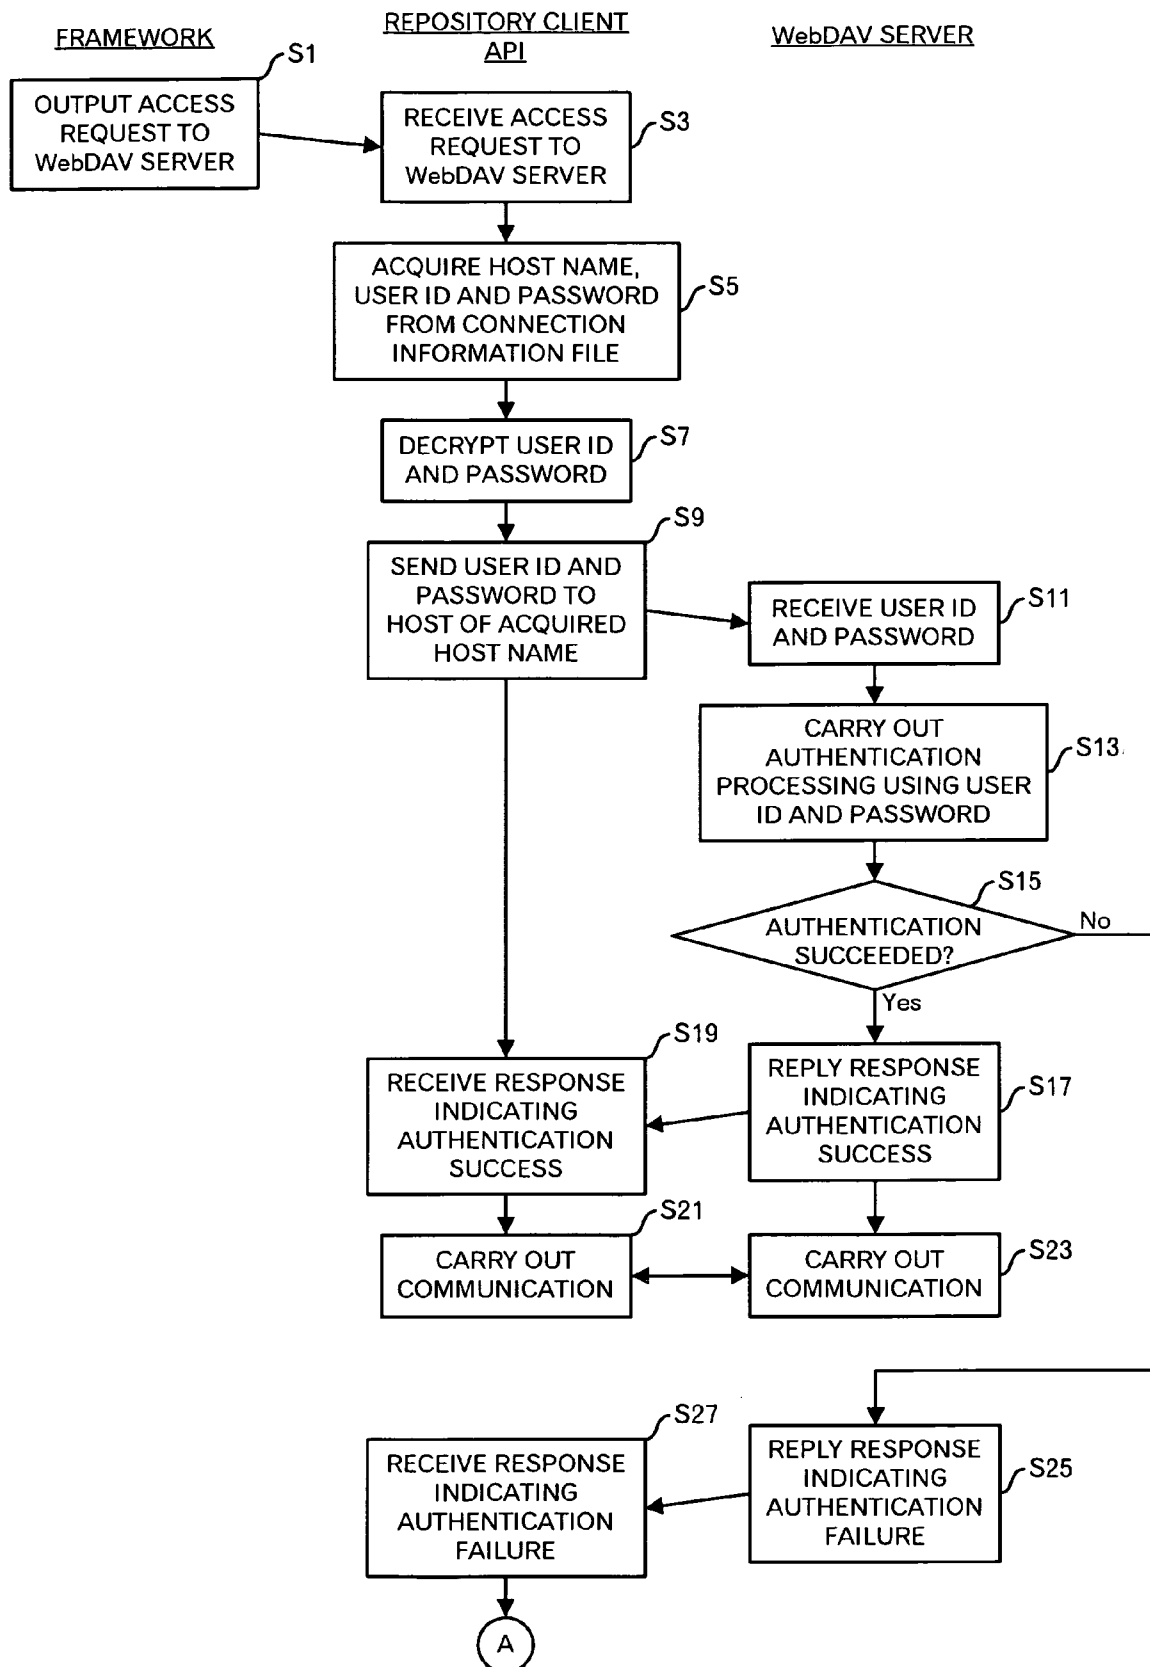 FRAMEWORK
REPOSITORY CLIENT
API
WebDAV SERVER
S1
OUTPUT ACCESS
REQUEST TO
WebDAV SERVER
S3
RECEIVE ACCESS
REQUEST TO
WebDAV SERVER
S5
ACQUIRE HOST NAME,
USER ID AND PASSWORD
FROM CONNECTION
INFORMATION FILE
S7
DECRYPT USER ID
AND PASSWORD
S9
SEND USER ID AND
PASSWORD TO
HOST OF ACQUIRED
HOST NAME
S11
RECEIVE USER ID
AND PASSWORD
S13
CARRY OUT
AUTHENTICATION
PROCESSING USING USER
ID AND PASSWORD
S15
AUTHENTICATION
SUCCEEDED?
No
Yes
S19
RECEIVE RESPONSE
INDICATING
AUTHENTICATION
SUCCESS
S17
REPLY RESPONSE
INDICATING
AUTHENTICATION
SUCCESS
S21
CARRY OUT
COMMUNICATION
S23
CARRY OUT
COMMUNICATION
S27
RECEIVE RESPONSE
INDICATING
AUTHENTICATION
FAILURE
S25
REPLY RESPONSE
INDICATING
AUTHENTICATION
FAILURE
A